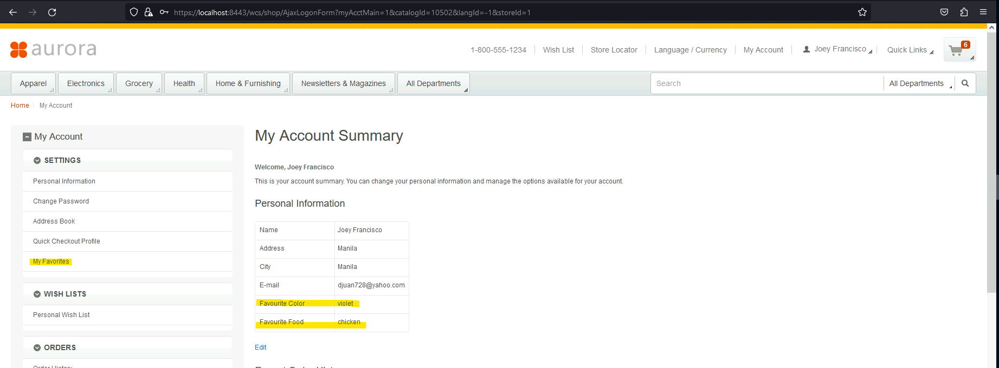 https://localhost:8443/wcs/shop/AjaxLogonForm?myAcctMain=1&catalogId=10502&langId=-1&storeId=1
aurora
1-800-555-1234 Wish List Store Locator Language / Currency My Account Joey Francisco Quick Links 6
Apparel Electronics Grocery Health Home & Furnishing Newsletters & Magazines All Departments Search All Departments
Home \ My Account
My Account
SETTINGS
Personal Information
Change Password
Address Book
Quick Checkout Profile
My Favorites
WISH LISTS
Personal Wish List
ORDERS
Order History
My Account Summary
Welcome, Joey Francisco
This is your account summary. You can change your personal information and manage the options available for your account.
Personal Information
Name Joey Francisco
Address Manila
City Manila
E-mail djuan728@yahoo.com
Favourite Color violet
Favourite Food chicken
Edit